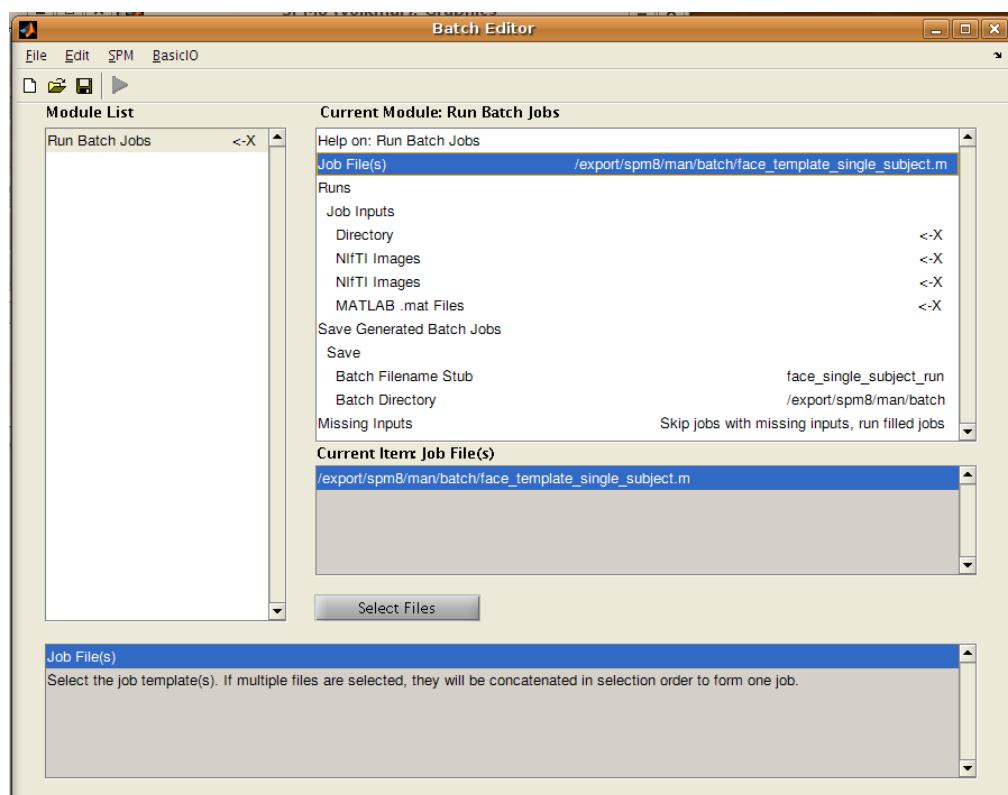 Batch Editor
File Edit SPM BasicIO
Module List
Run Batch Jobs <-X
Current Module: Run Batch Jobs
Help on: Run Batch Jobs
Job File(s) /export/spm8/man/batch/face_template_single_subject.m
Runs
Job Inputs
Directory <-X
NIfTI Images <-X
NIfTI Images <-X
MATLAB .mat Files <-X
Save Generated Batch Jobs
Save
Batch Filename Stub face_single_subject_run
Batch Directory /export/spm8/man/batch
Missing Inputs Skip jobs with missing inputs, run filled jobs
Current Item: Job File(s)
/export/spm8/man/batch/face_template_single_subject.m
Select Files
Job File(s)
Select the job template(s). If multiple files are selected, they will be concatenated in selection order to form one job.